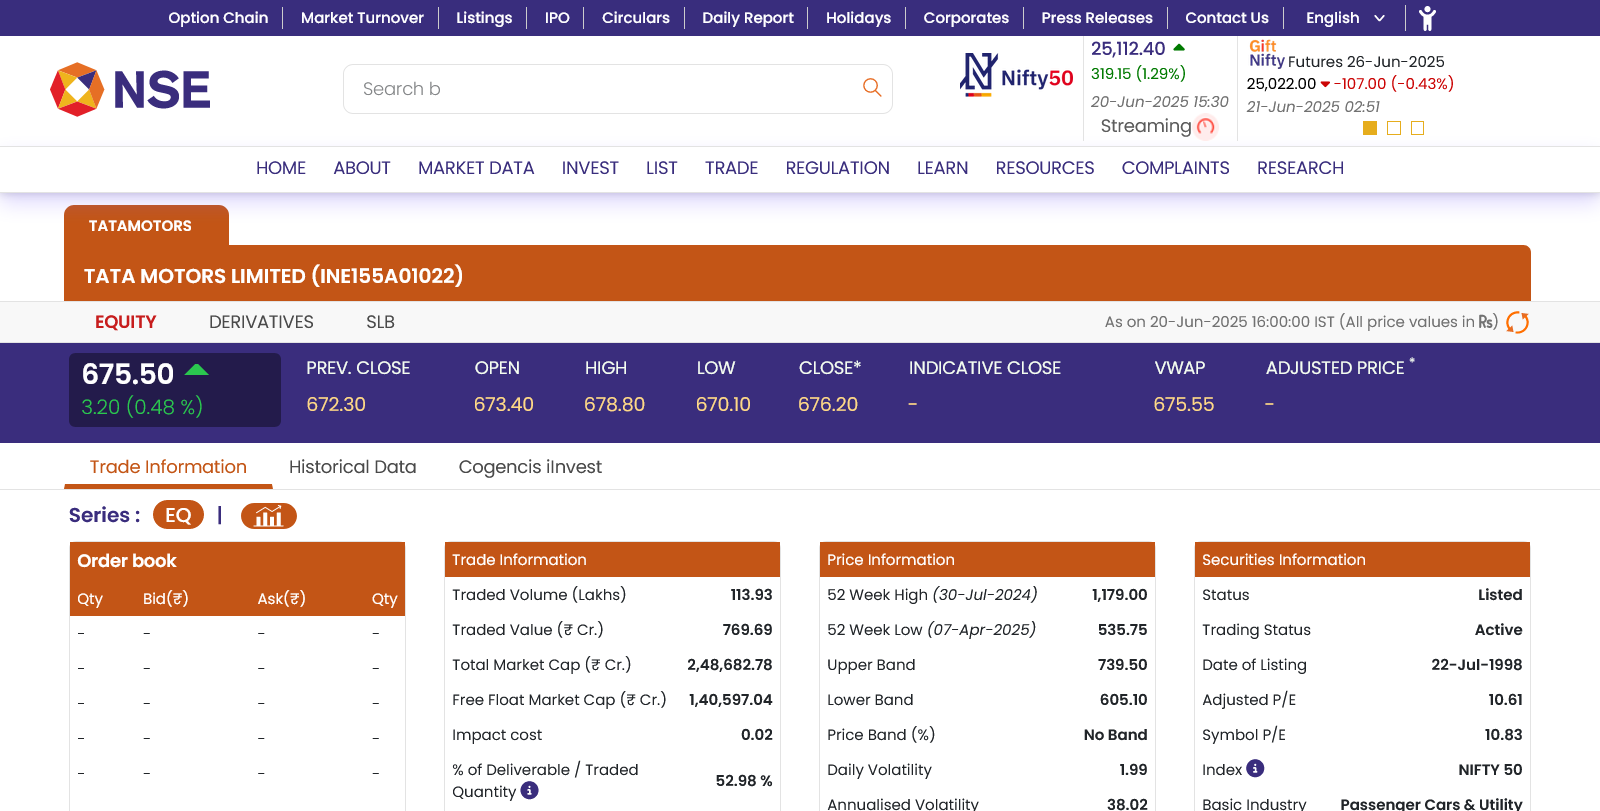 Option Chain Market Turnover Listings IPO Circulars Daily Report Holidays Corporates Press Releases Contact Us English
NSE
Search b
Nifty50
25,112.40
319.15 (1.29%)
20-Jun-2025 15:30
Streaming
Gift
Nifty Futures 26-Jun-2025
25,022.00 -107.00 (-0.43%)
21-Jun-2025 02:51
HOME ABOUT MARKET DATA INVEST LIST TRADE REGULATION LEARN RESOURCES COMPLAINTS RESEARCH
TATAMOTORS
TATA MOTORS LIMITED (INE155A01022)
EQUITY DERIVATIVES SLB As on 20-Jun-2025 16:00:00 IST (All price values in ₨)
675.50
3.20 (0.48 %)
PREV. CLOSE OPEN HIGH LOW CLOSE* INDICATIVE CLOSE VWAP ADJUSTED PRICE *
672.30 673.40 678.80 670.10 676.20 - 675.55 -
Trade Information Historical Data Cogencis iInvest
Series : EQ |
Order book
Qty Bid(₹) Ask(₹) Qty
- - - -
- - - -
- - - -
- - - -
- - - -
Trade Information
Traded Volume (Lakhs) 113.93
Traded Value (₹ Cr.) 769.69
Total Market Cap (₹ Cr.) 2,48,682.78
Free Float Market Cap (₹ Cr.) 1,40,597.04
Impact cost 0.02
% of Deliverable / Traded
Quantity 52.98 %
Price Information
52 Week High (30-Jul-2024) 1,179.00
52 Week Low (07-Apr-2025) 535.75
Upper Band 739.50
Lower Band 605.10
Price Band (%) No Band
Daily Volatility 1.99
Annualised Volatility 38.02
Securities Information
Status Listed
Trading Status Active
Date of Listing 22-Jul-1998
Adjusted P/E 10.61
Symbol P/E 10.83
Index NIFTY 50
Basic Industry Passenger Cars & Utility